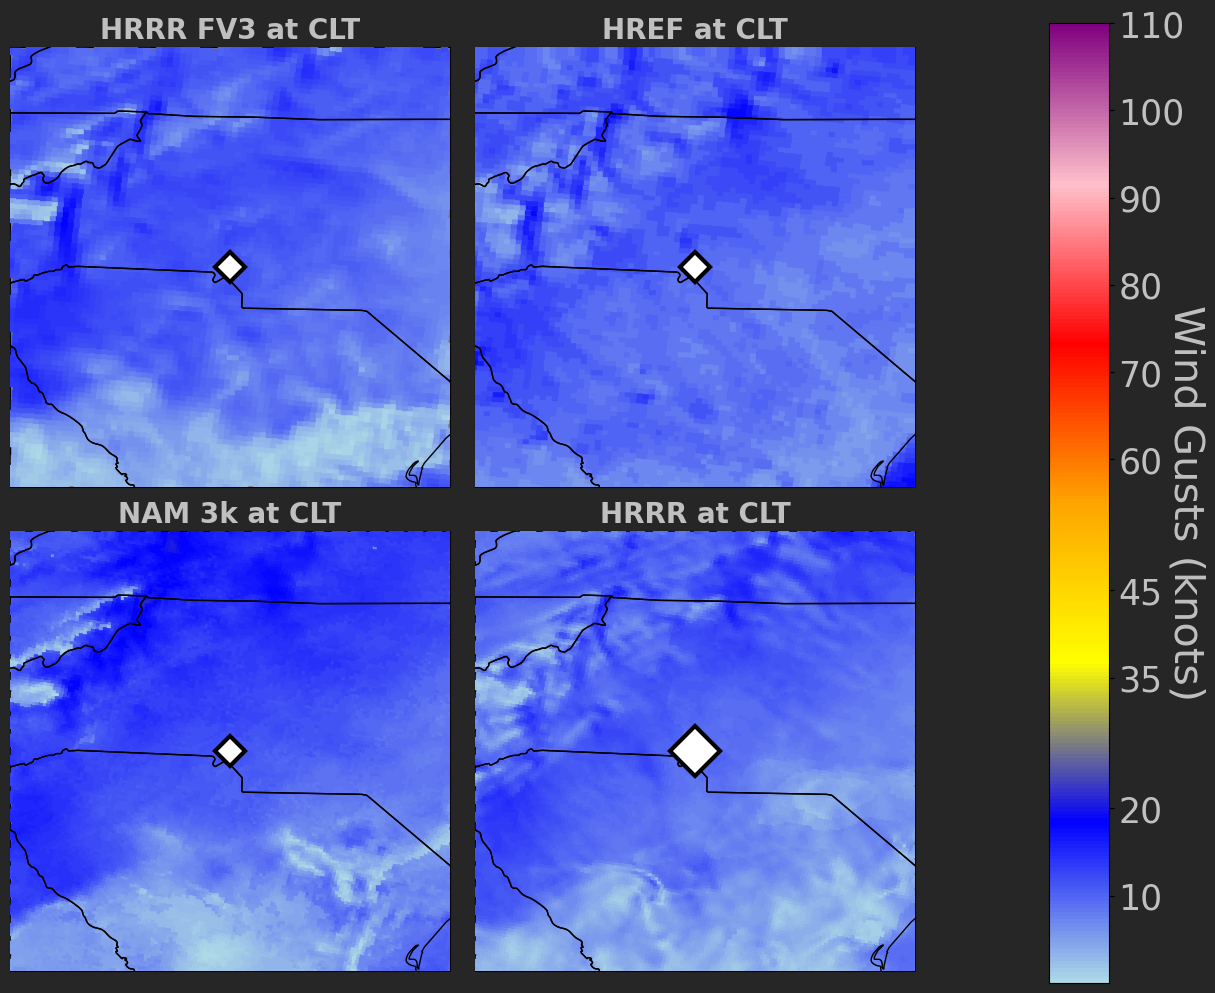 HRRR FV3 at CLT
HREF at CLT
NAM 3k at CLT
HRRR at CLT
110
100
90
80
70
60
45
35
20
10
Wind Gusts (knots)